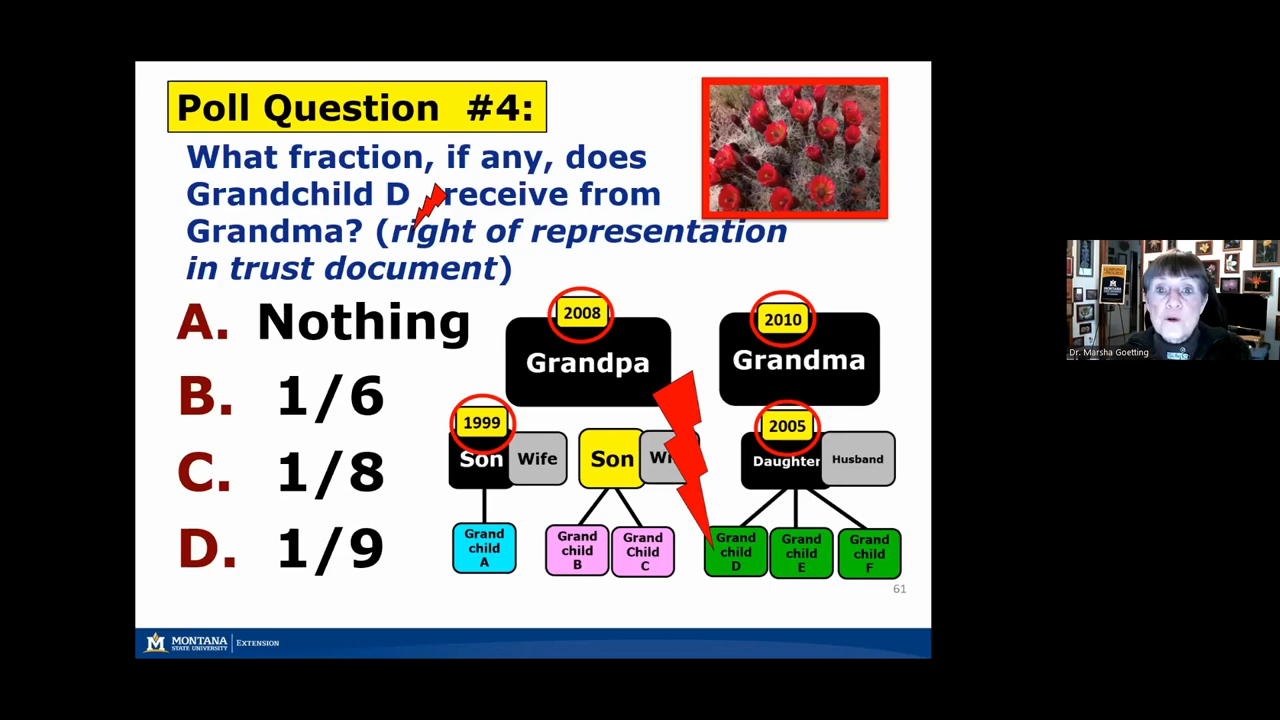 Poll Question #4:
What fraction, if any, does
Grandchild D receive from
Grandma? (right of representation
in trust document)
A. Nothing
B. 1/6
C. 1/8
D. 1/9
2008
Grandpa
2010
Grandma
1999
Son
Wife
Son
2005
Daughter
Husband
Grand
child
A
Grand
child
B
Grand
Child
C
Grand
child
D
Grand
child
E
Grand
child
F
61
M
MONTANA
STATE UNIVERSITY
EXTENSION
MONTANA
Dr. Marsha Goetting